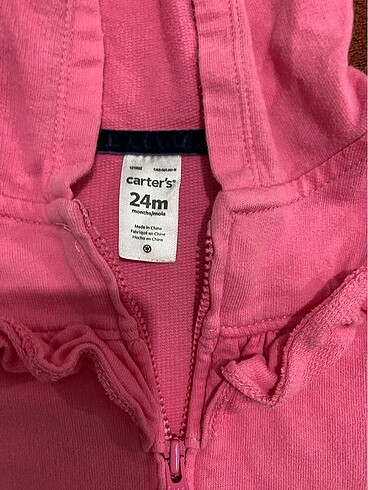 carter's®
24m
months/mois
Made in China
Fabriqué en Chine
Hecho en China